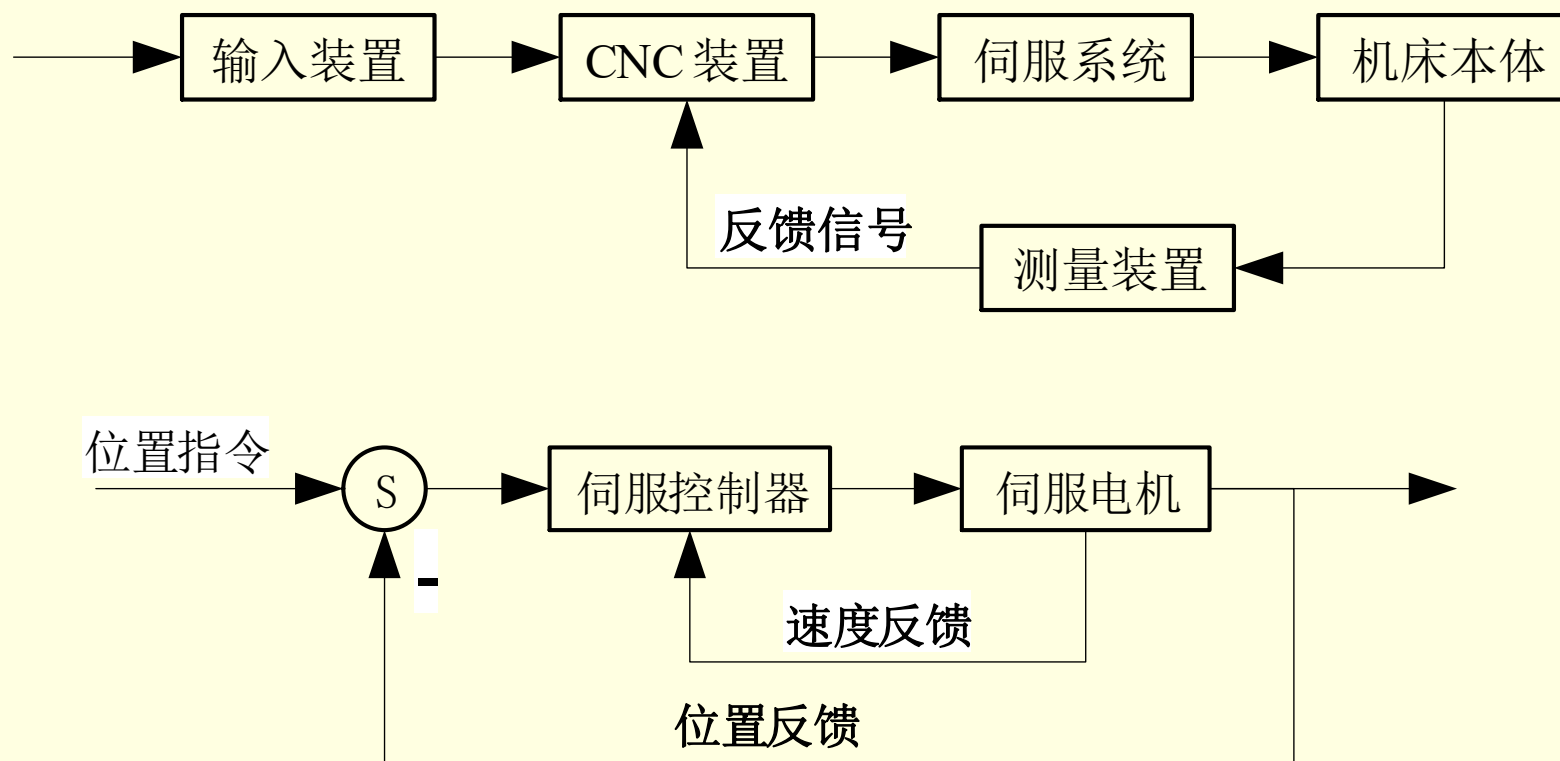 输入装置
CNC 装置
伺服系统
机床本体
反馈信号
测量装置
位置指令
S
伺服控制器
伺服电机
-
速度反馈
位置反馈